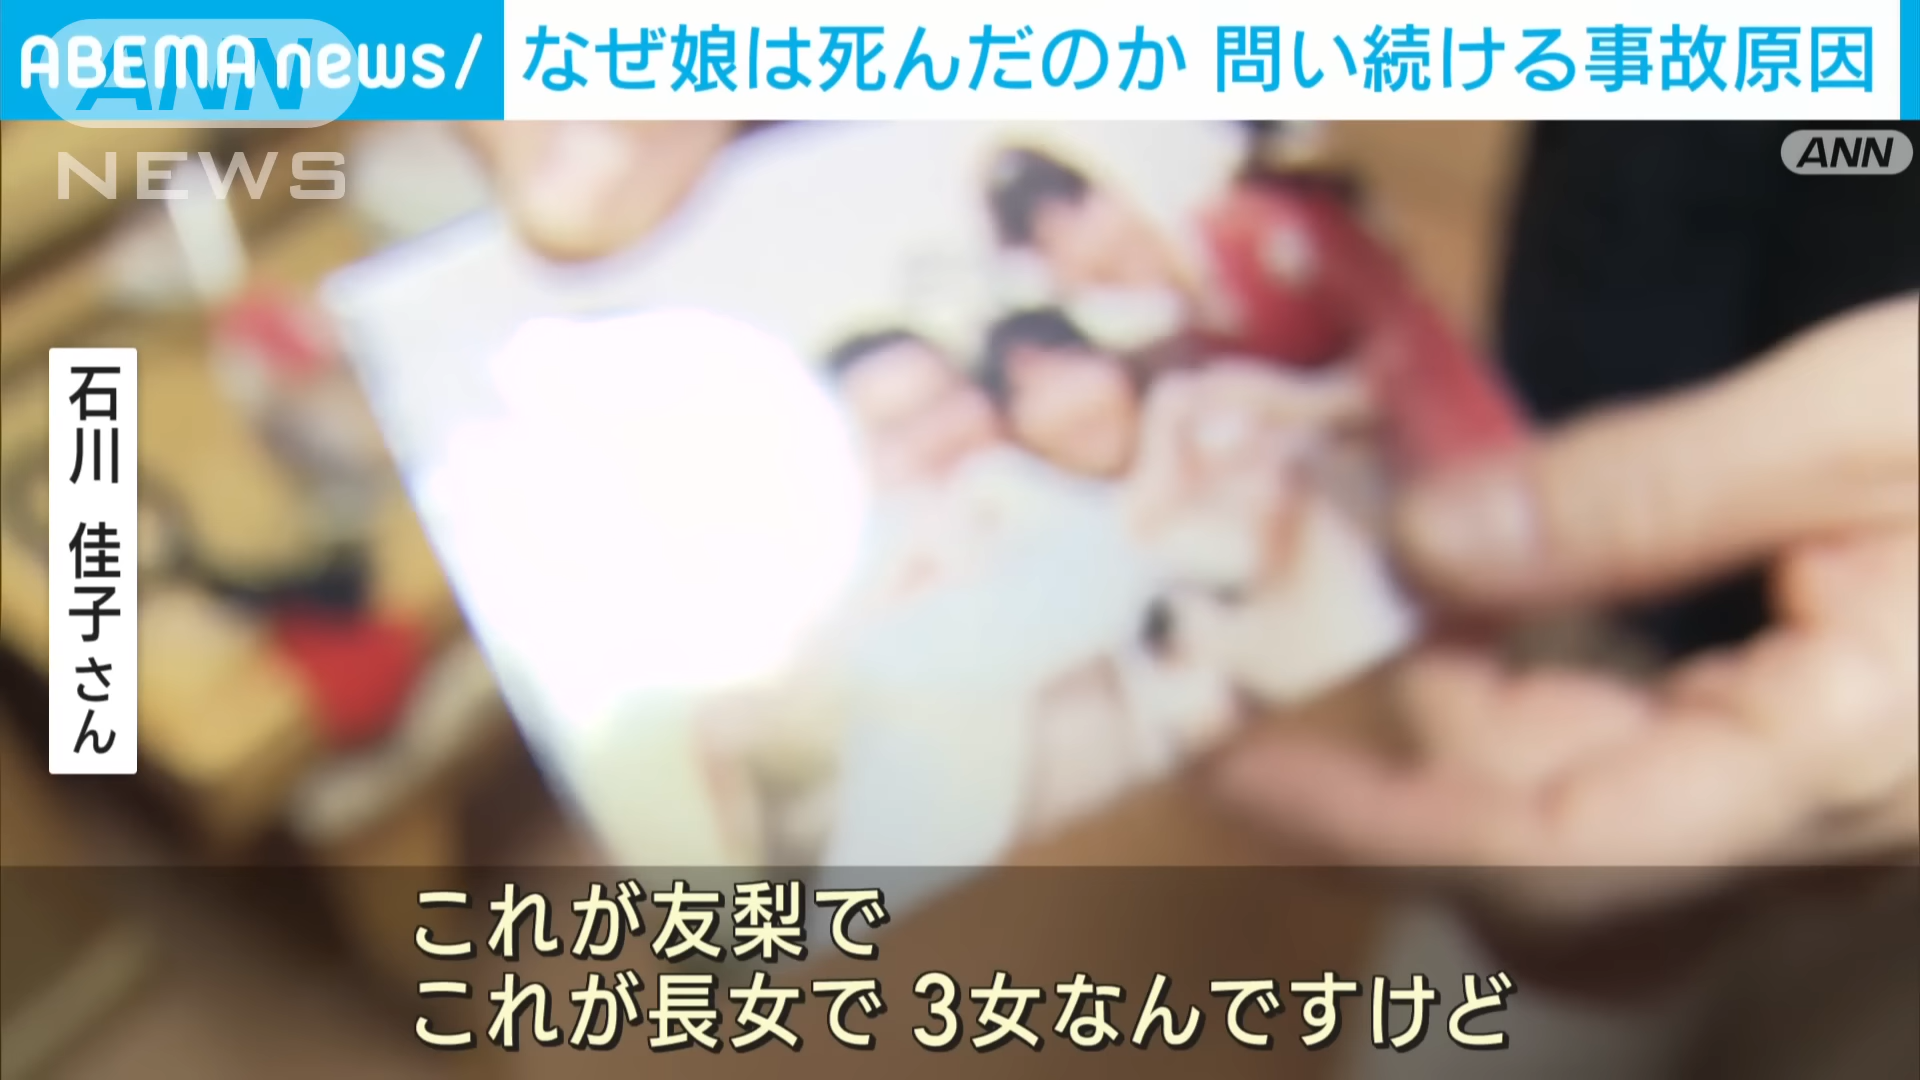 ABEMA news/
ANN
NEWS
なぜ娘は死んだのか 問い続ける事故原因
ANN
石川 佳子さん
これが友梨で
これが長女で 3女なんですけど